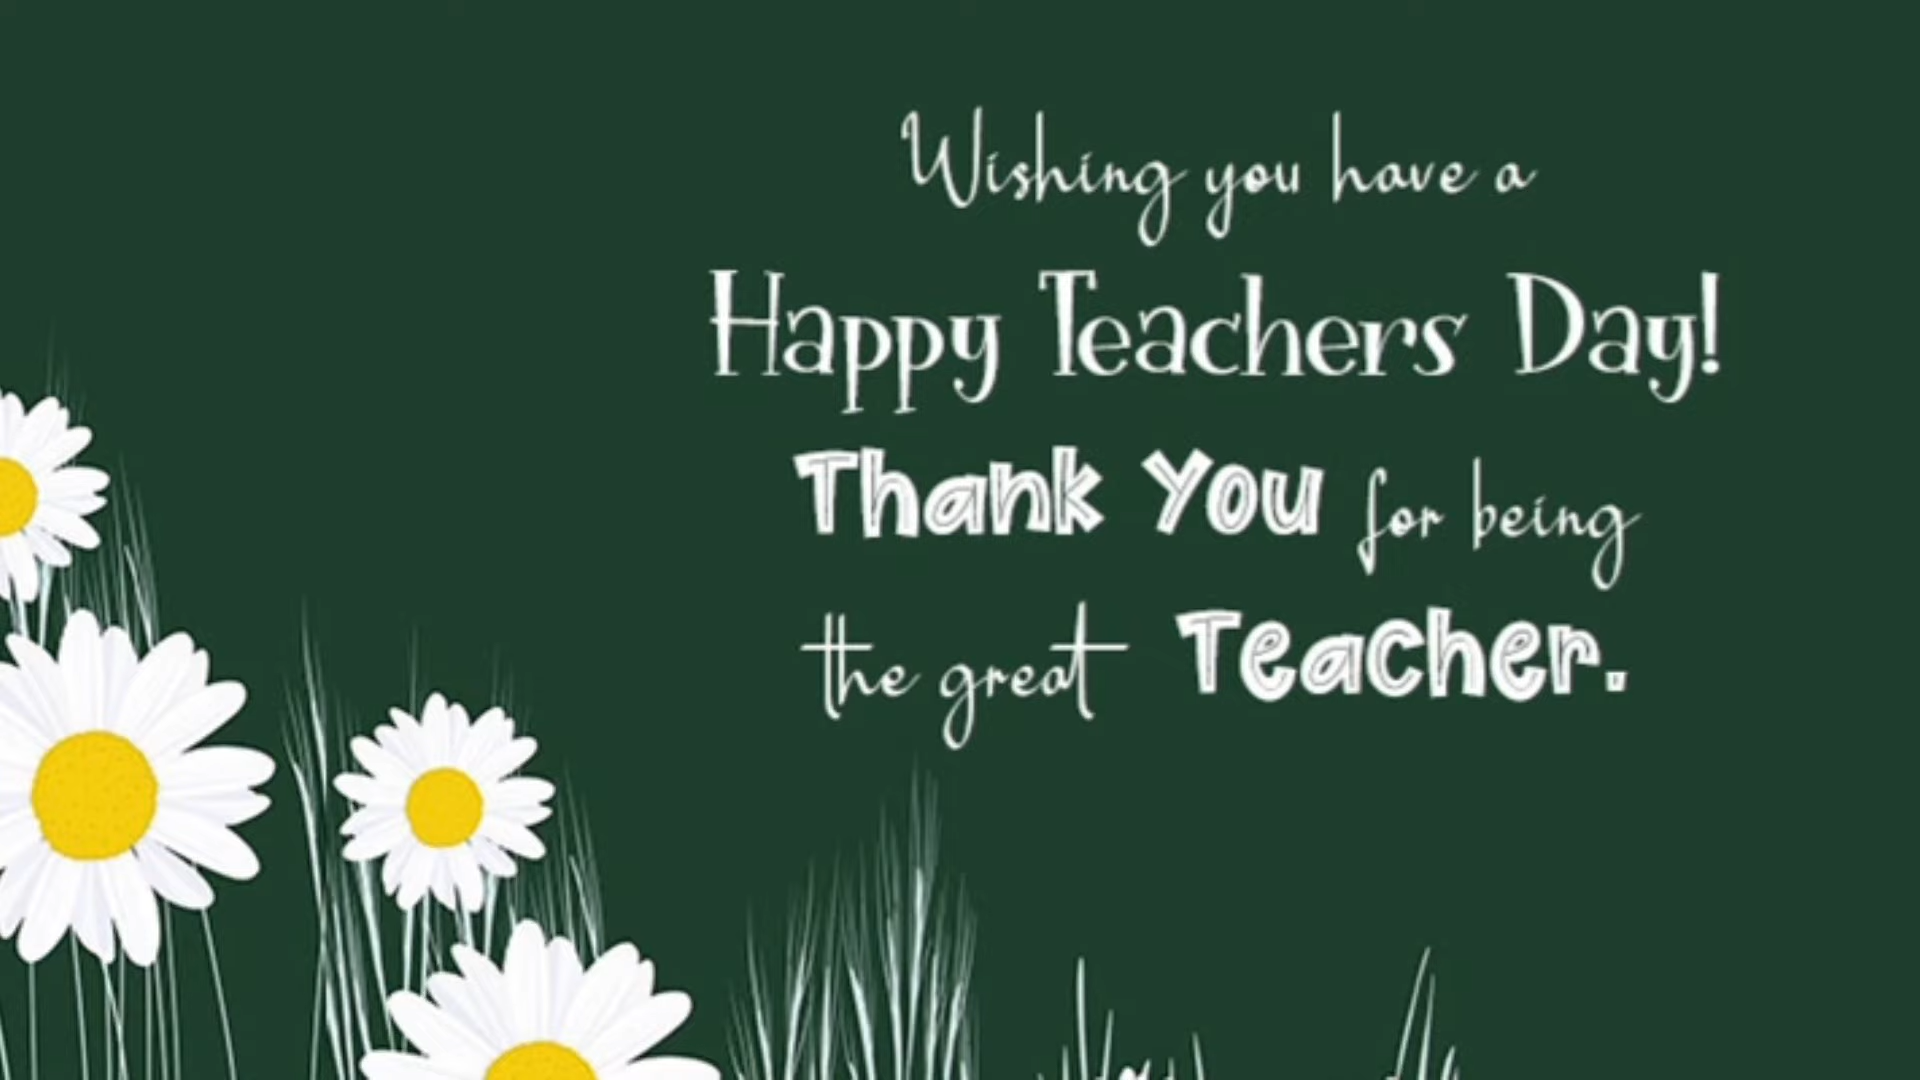 Wishing you have a
Happy Teachers Day!
Thank You for being
the great Teacher.